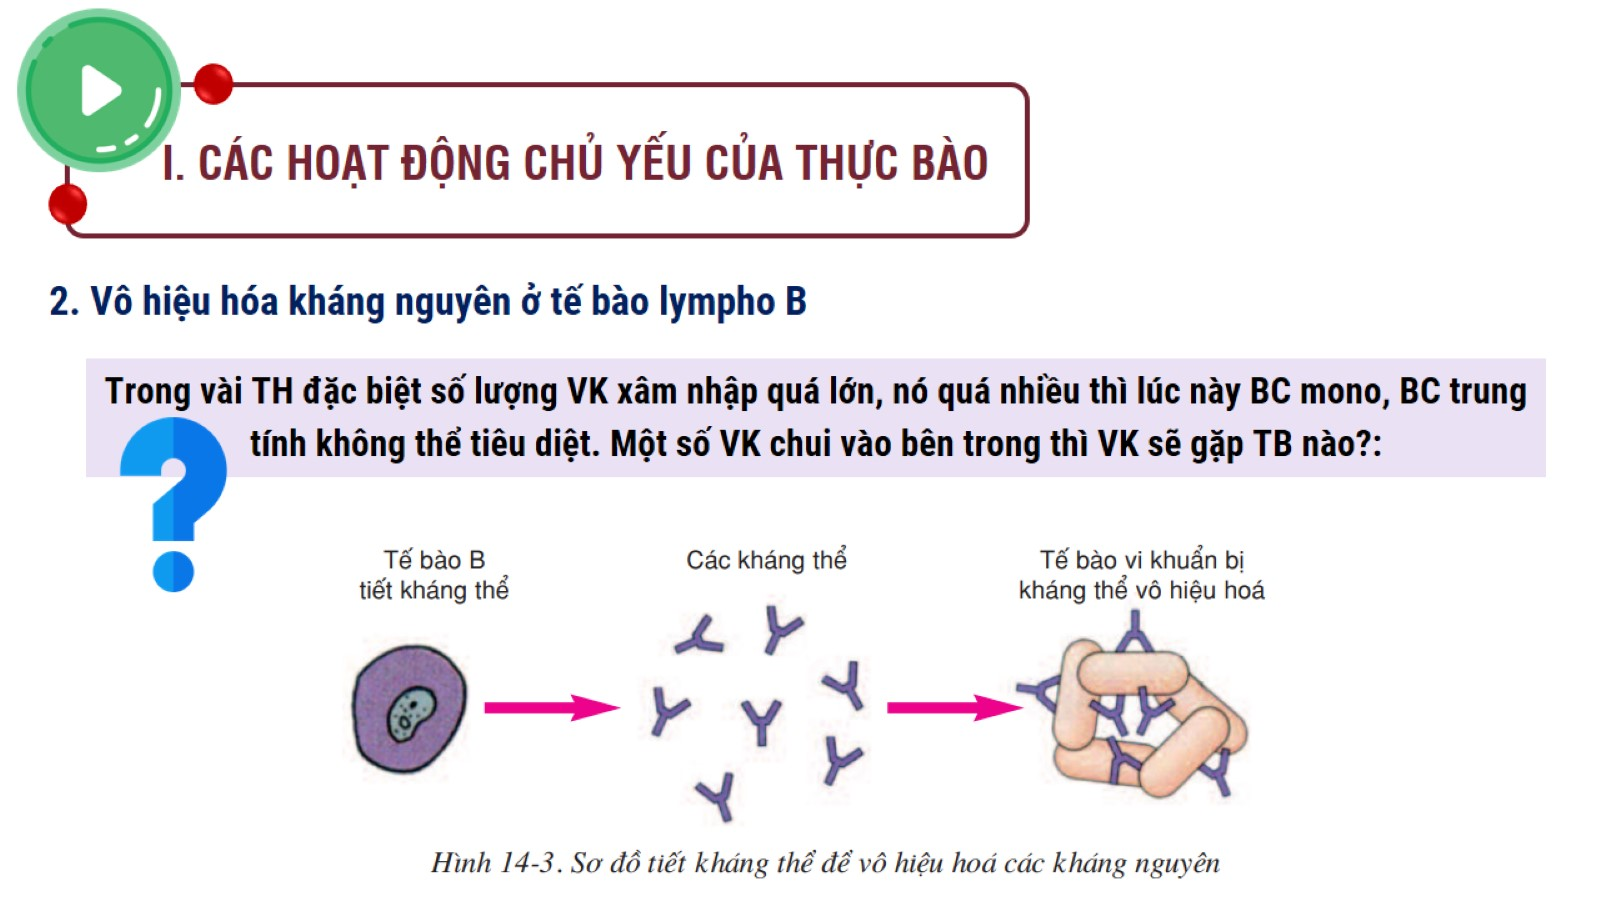 I. CÁC HOẠT ĐỘNG CHỦ YẾU CỦA THỰC BÀO
2. Vô hiệu hóa kháng nguyên ở tế bào lympho B
Trong vài TH đặc biệt số lượng VK xâm nhập quá lớn, nó quá nhiều thì lúc này BC mono, BC trung
tính không thể tiêu diệt. Một số VK chui vào bên trong thì VK sẽ gặp TB nào?:
Tế bào B
tiết kháng thể
Các kháng thể
Tế bào vi khuẩn bị
kháng thể vô hiệu hoá
Hình 14-3. Sơ đồ tiết kháng thể để vô hiệu hoá các kháng nguyên